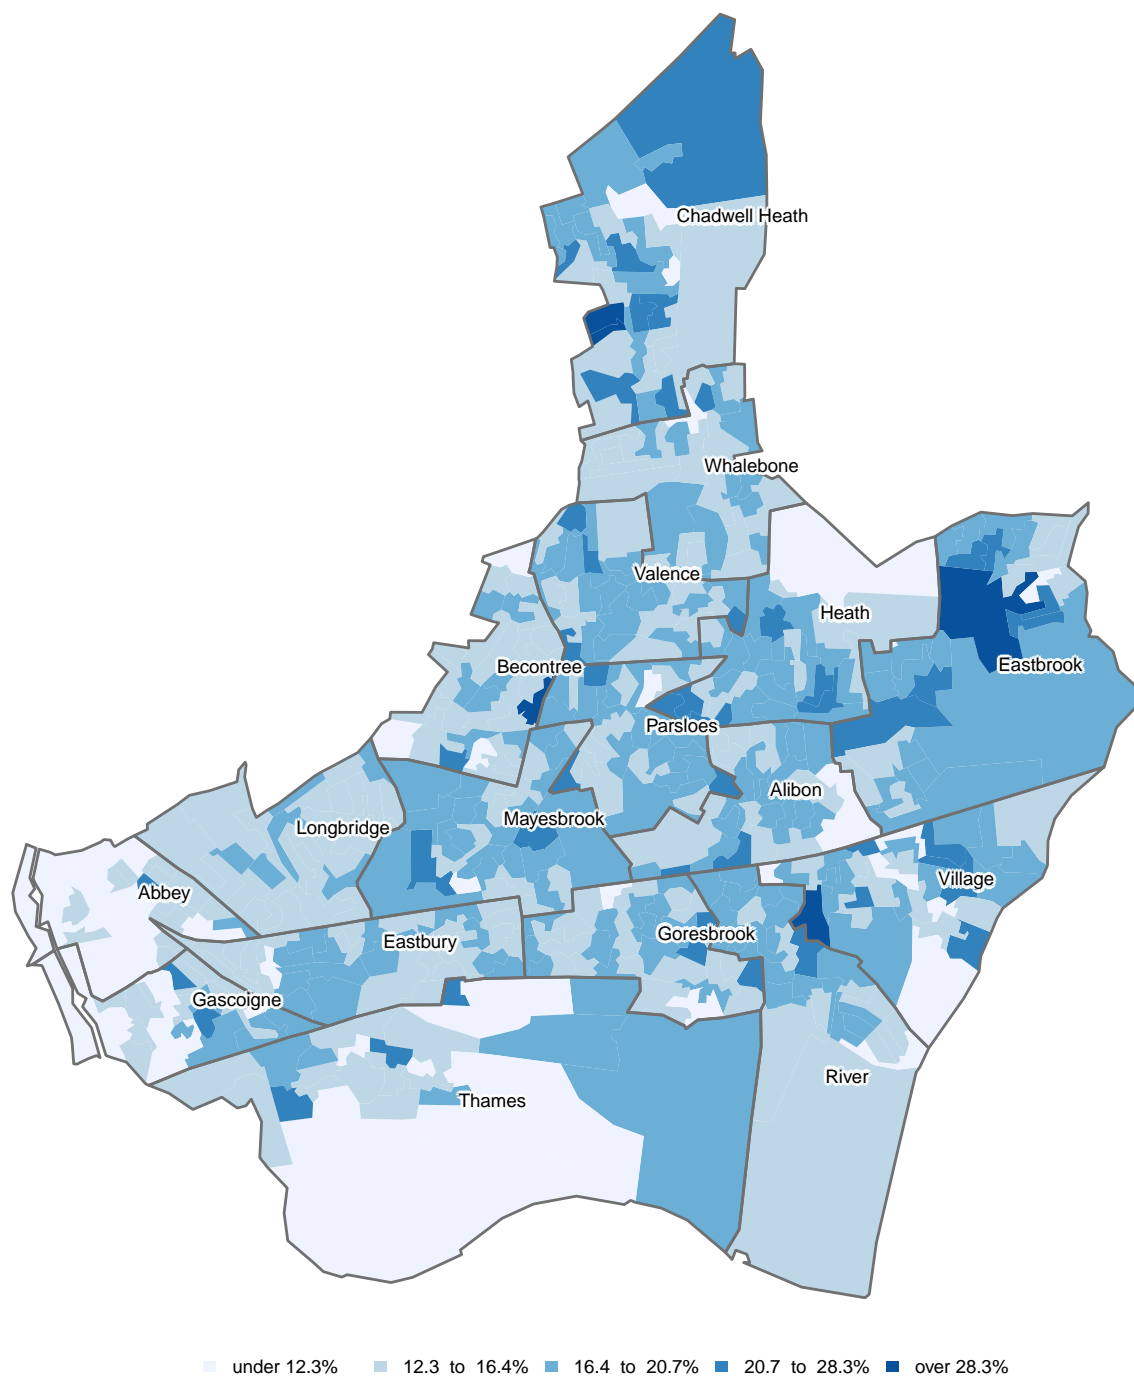 Chadwell Heath
Whalebone
Valence
Heath
Becontree
Eastbrook
Parsloes
Alibon
Longbridge
Mayesbrook
Village
Abbey
Goresbrook
Eastbury
Gascoigne
River
Thames
under 12.3% 12.3 to 16.4% 16.4 to 20.7% 20.7 to 28.3% over 28.3%